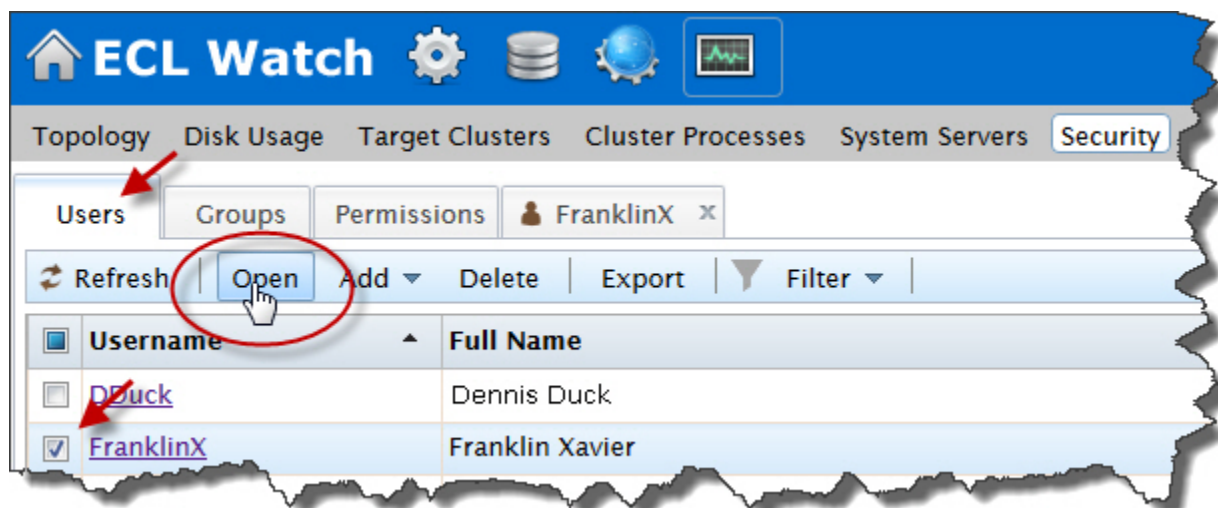 ECL Watch
Topology Disk Usage Target Clusters Cluster Processes System Servers Security
Users Groups Permissions FranklinX x
Refresh Open Add Delete Export Filter
Username Full Name
DDuck Dennis Duck
FranklinX Franklin Xavier